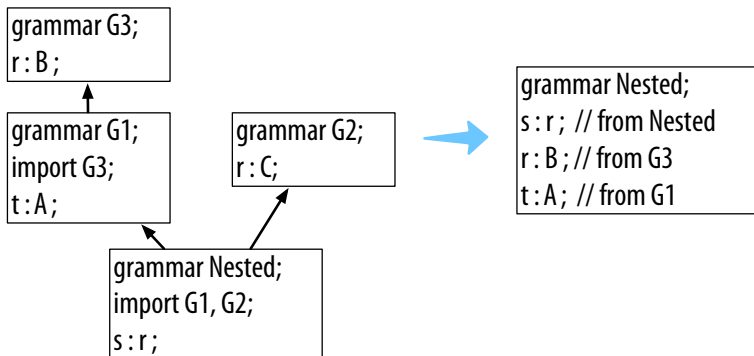 grammar G3;
r : B ;
grammar G1;
import G3;
t : A ;
grammar G2;
r : C;
grammar Nested;
import G1, G2;
s : r ;
grammar Nested;
s : r ; // from Nested
r : B ; // from G3
t : A ; // from G1